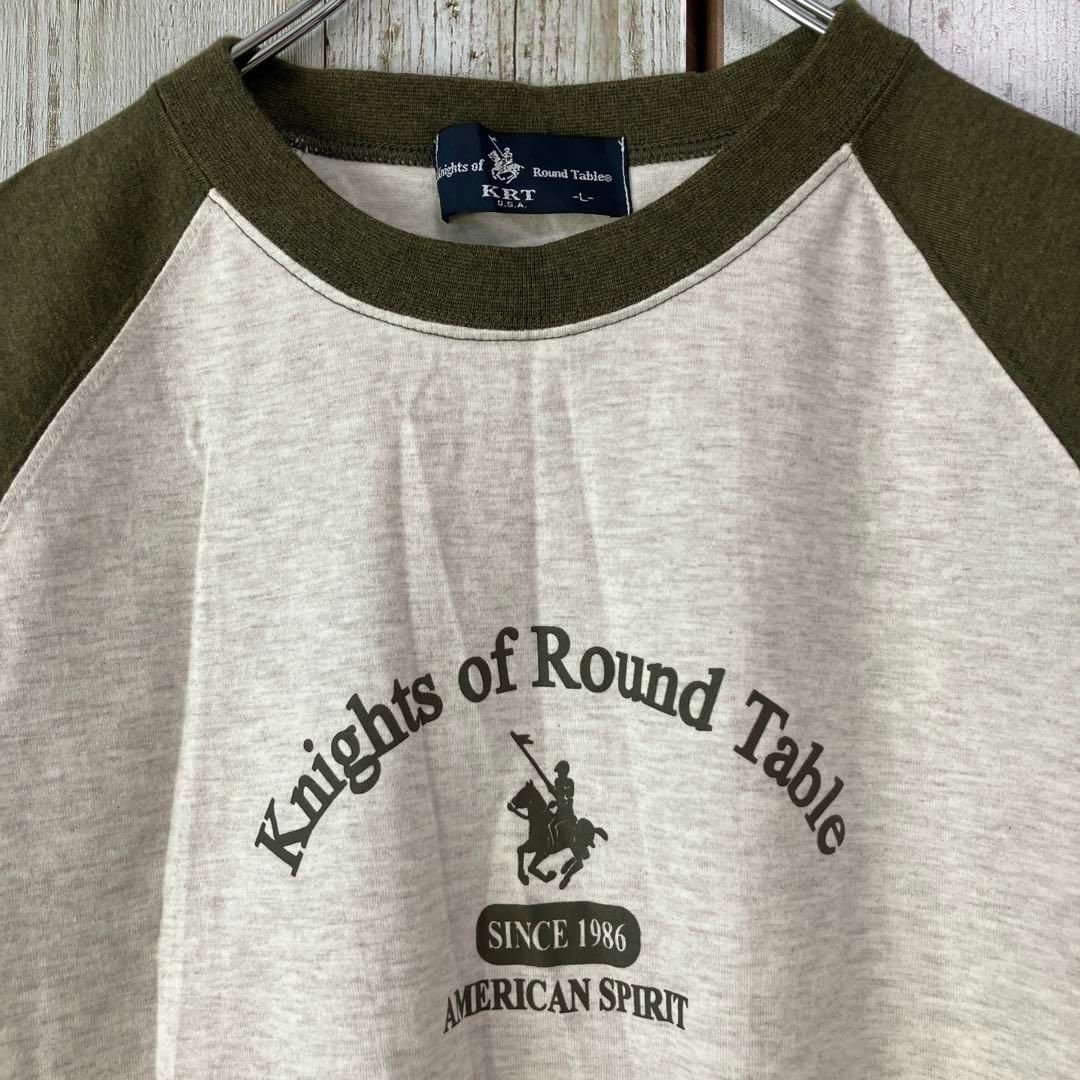 Knights of Round Table®
KRT -L-
U.S.A.
Knights of Round Table
SINCE 1986
AMERICAN SPIRIT